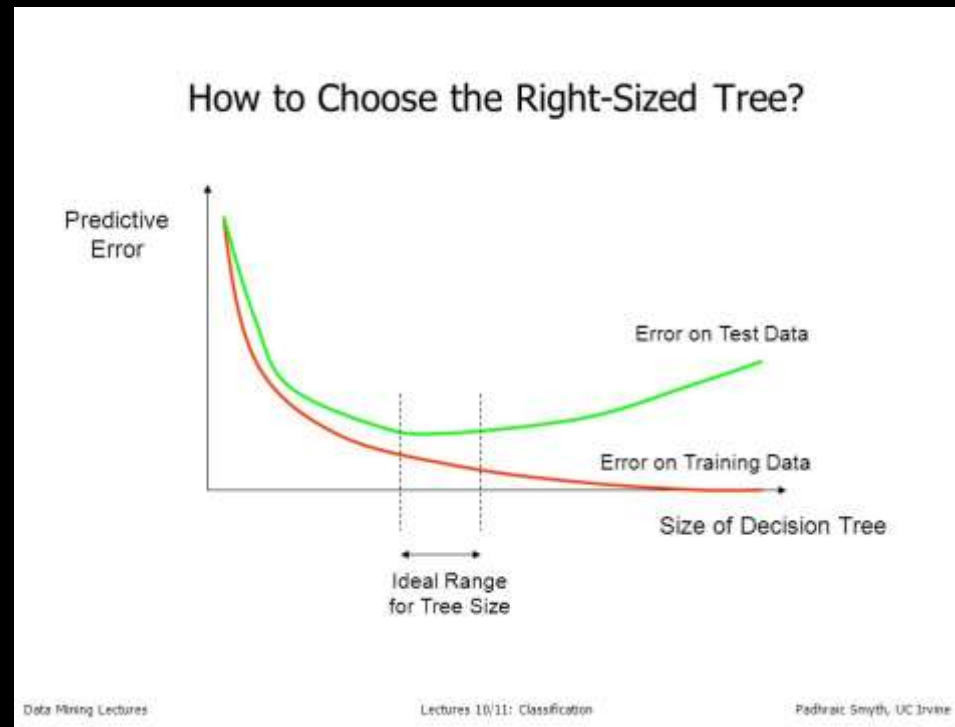 How to Choose the Right-Sized Tree?
Predictive
Error
Error on Test Data
Error on Training Data
Size of Decision Tree
Ideal Range
for Tree Size
Data Mining Lectures
Lectures 10/11: Classification
Padhraic Smyth, UC Irvine